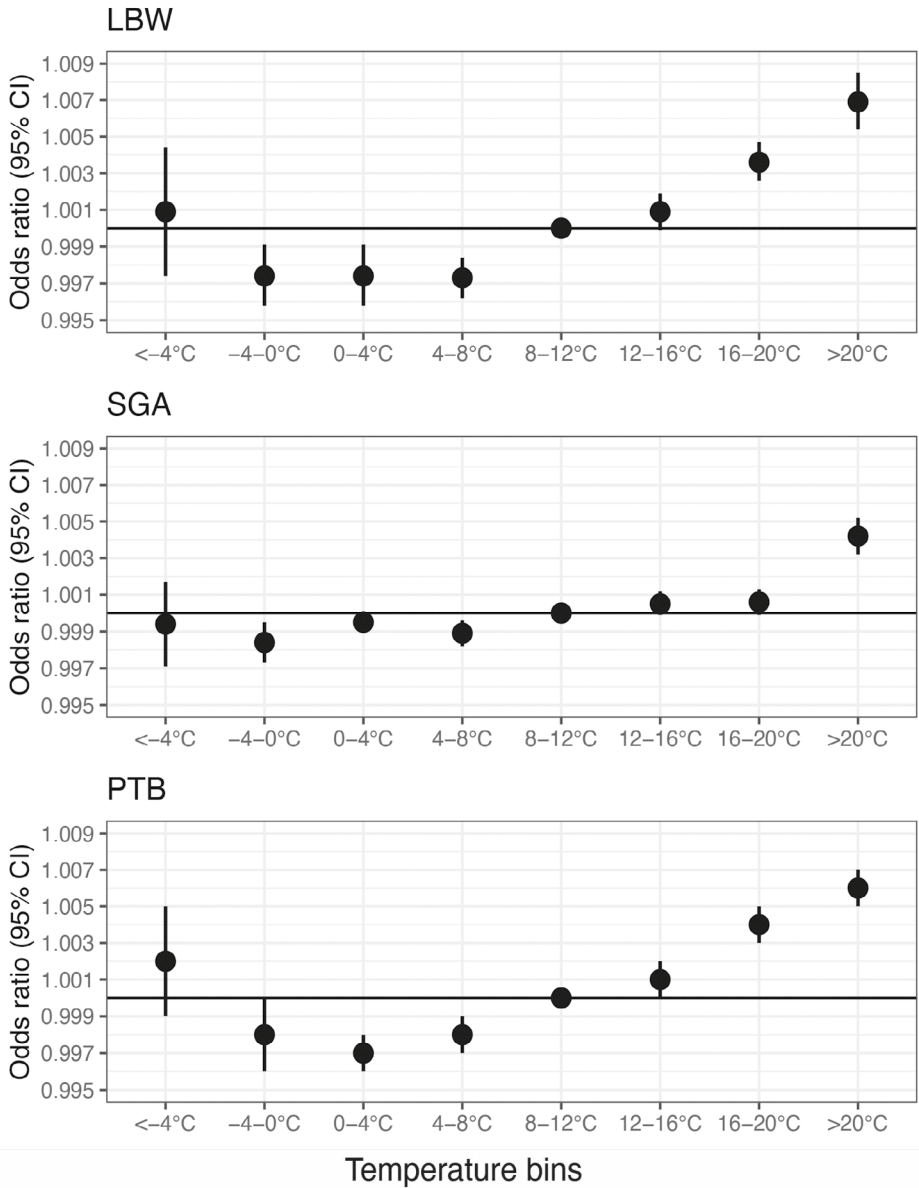 LBW
Odds ratio (95% CI)
1.009
1.007
1.005
1.003
1.001
0.999
0.997
0.995
<−4°C −4−0°C 0−4°C 4−8°C 8−12°C 12−16°C 16−20°C >20°C
SGA
Odds ratio (95% CI)
1.009
1.007
1.005
1.003
1.001
0.999
0.997
0.995
<−4°C −4−0°C 0−4°C 4−8°C 8−12°C 12−16°C 16−20°C >20°C
PTB
Odds ratio (95% CI)
1.009
1.007
1.005
1.003
1.001
0.999
0.997
0.995
<−4°C −4−0°C 0−4°C 4−8°C 8−12°C 12−16°C 16−20°C >20°C
Temperature bins